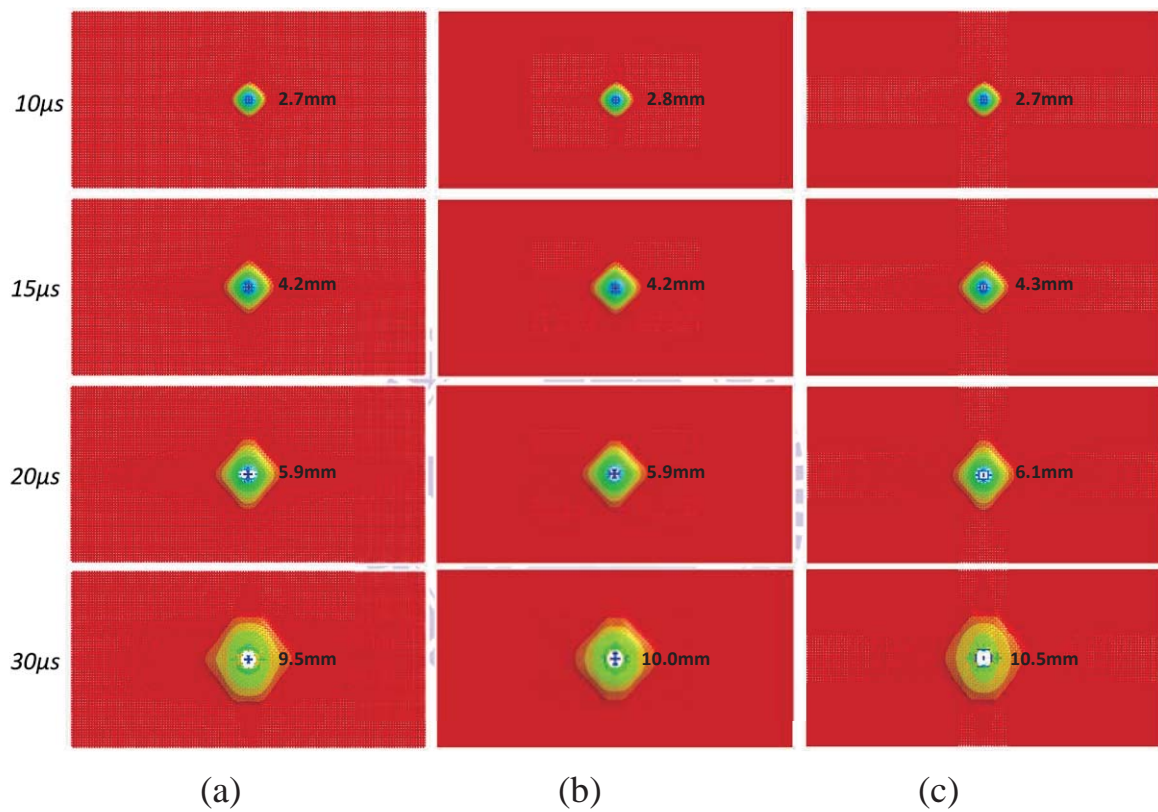 10μs 2.7mm 2.8mm 2.7mm
15μs 4.2mm 4.2mm 4.3mm
20μs 5.9mm 5.9mm 6.1mm
30μs 9.5mm 10.0mm 10.5mm
(a) (b) (c)